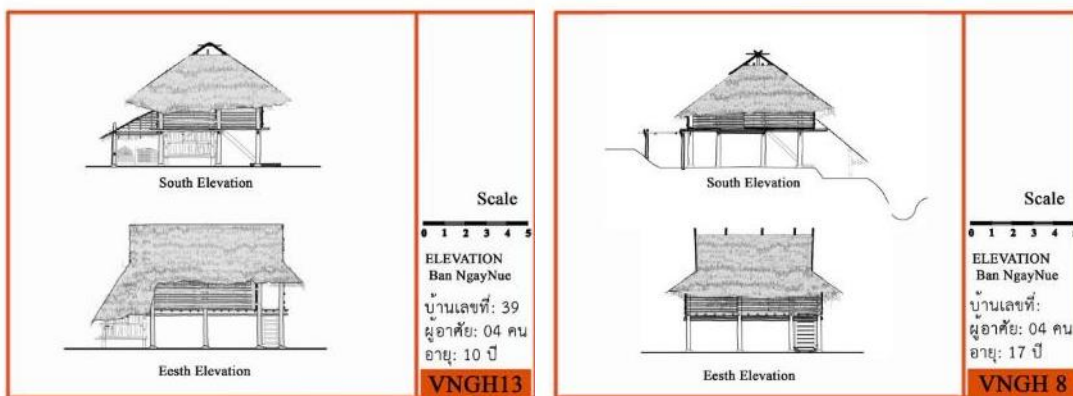 South Elevation
Eesth Elevation
Scale
0 1 2 3 4 5
ELEVATION
Ban NgayNue
บ้านเลขที่: 39
ผู้อาศัย: 04 คน
อายุ: 10 ปี
VNGH13
South Elevation
Eesth Elevation
Scale
0 1 2 3 4
ELEVATION
Ban NgayNue
บ้านเลขที่:
ผู้อาศัย: 04 คน
อายุ: 17 ปี
VNGH 8